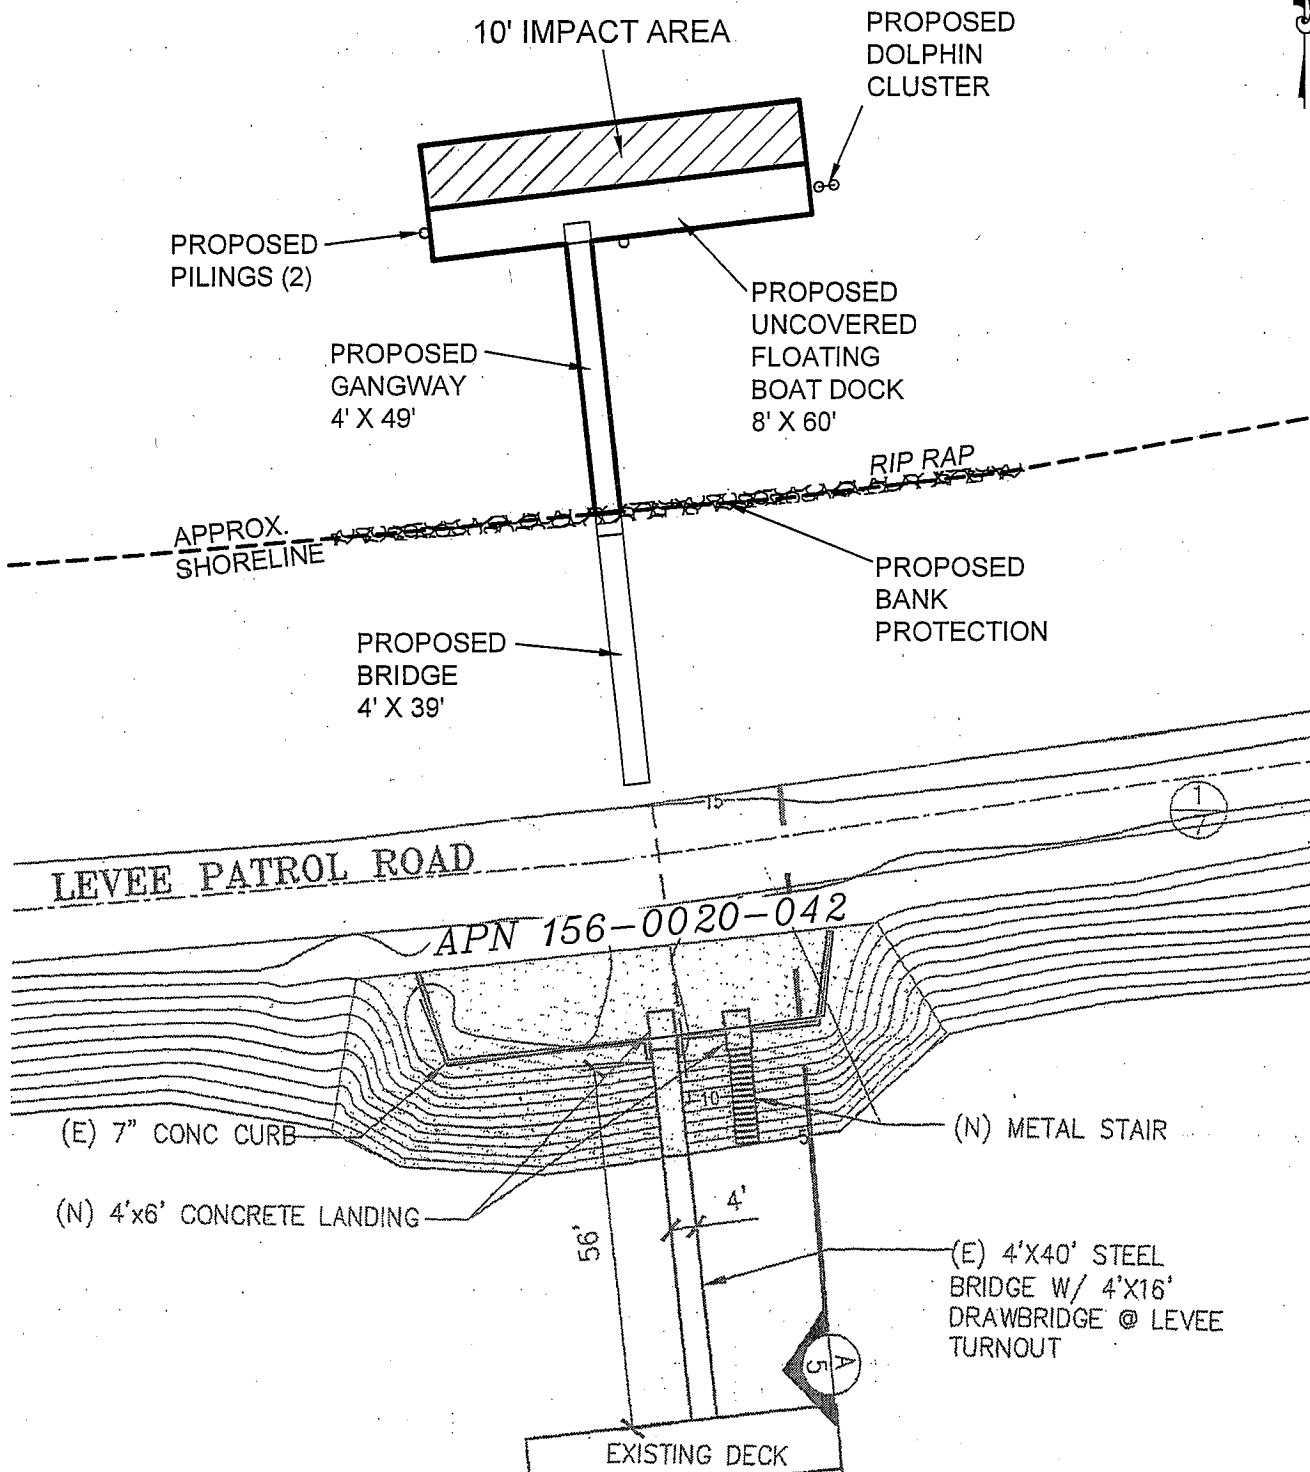 10' IMPACT AREA
PROPOSED
DOLPHIN
CLUSTER
PROPOSED
PILINGS (2)
PROPOSED
UNCOVERED
FLOATING
BOAT DOCK
8' X 60'
PROPOSED
GANGWAY
4' X 49'
RIP RAP
APPROX.
SHORELINE
PROPOSED
BANK
PROTECTION
PROPOSED
BRIDGE
4' X 39'
15
1
7
LEVEE PATROL ROAD
APN 156-0020-042
10
5
(E) 7" CONC CURB
(N) METAL STAIR
(N) 4'x6' CONCRETE LANDING
4'
56'
(E) 4'X40' STEEL
BRIDGE W/ 4'X16'
DRAWBRIDGE @ LEVEE
TURNOUT
A
5
EXISTING DECK